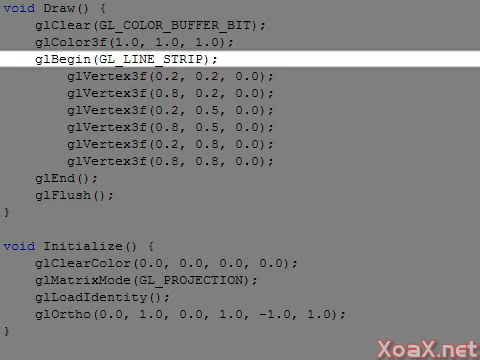 void Draw() {
    glClear(GL_COLOR_BUFFER_BIT);
    glColor3f(1.0, 1.0, 1.0);
    glBegin(GL_LINE_STRIP);
        glVertex3f(0.2, 0.2, 0.0);
        glVertex3f(0.8, 0.2, 0.0);
        glVertex3f(0.2, 0.5, 0.0);
        glVertex3f(0.8, 0.5, 0.0);
        glVertex3f(0.2, 0.8, 0.0);
        glVertex3f(0.8, 0.8, 0.0);
    glEnd();
    glFlush();
}

void Initialize() {
    glClearColor(0.0, 0.0, 0.0, 0.0);
    glMatrixMode(GL_PROJECTION);
    glLoadIdentity();
    glOrtho(0.0, 1.0, 0.0, 1.0, -1.0, 1.0);
}
XoaX.net